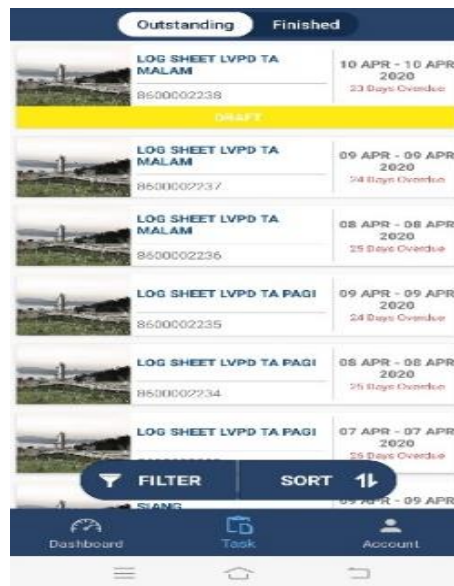 Outstanding Finished
LOG SHEET LVPD TA
MALAM
8600002238
10 APR - 10 APR
2020
23 Days Overdue
DRAFT
LOG SHEET LVPD TA
MALAM
8600002237
09 APR - 09 APR
2020
24 Days Overdue
LOG SHEET LVPD TA
MALAM
8600002236
08 APR - 08 APR
2020
25 Days Overdue
LOG SHEET LVPD TA PAGI
8600002235
09 APR - 09 APR
2020
24 Days Overdue
LOG SHEET LVPD TA PAGI
8600002234
08 APR - 08 APR
2020
25 Days Overdue
LOG SHEET LVPD TA PAGI
07 APR - 07 APR
2020
26 Days Overdue
FILTER SORT
SIANG
09 APR - 09 APR
Dashboard Task Account